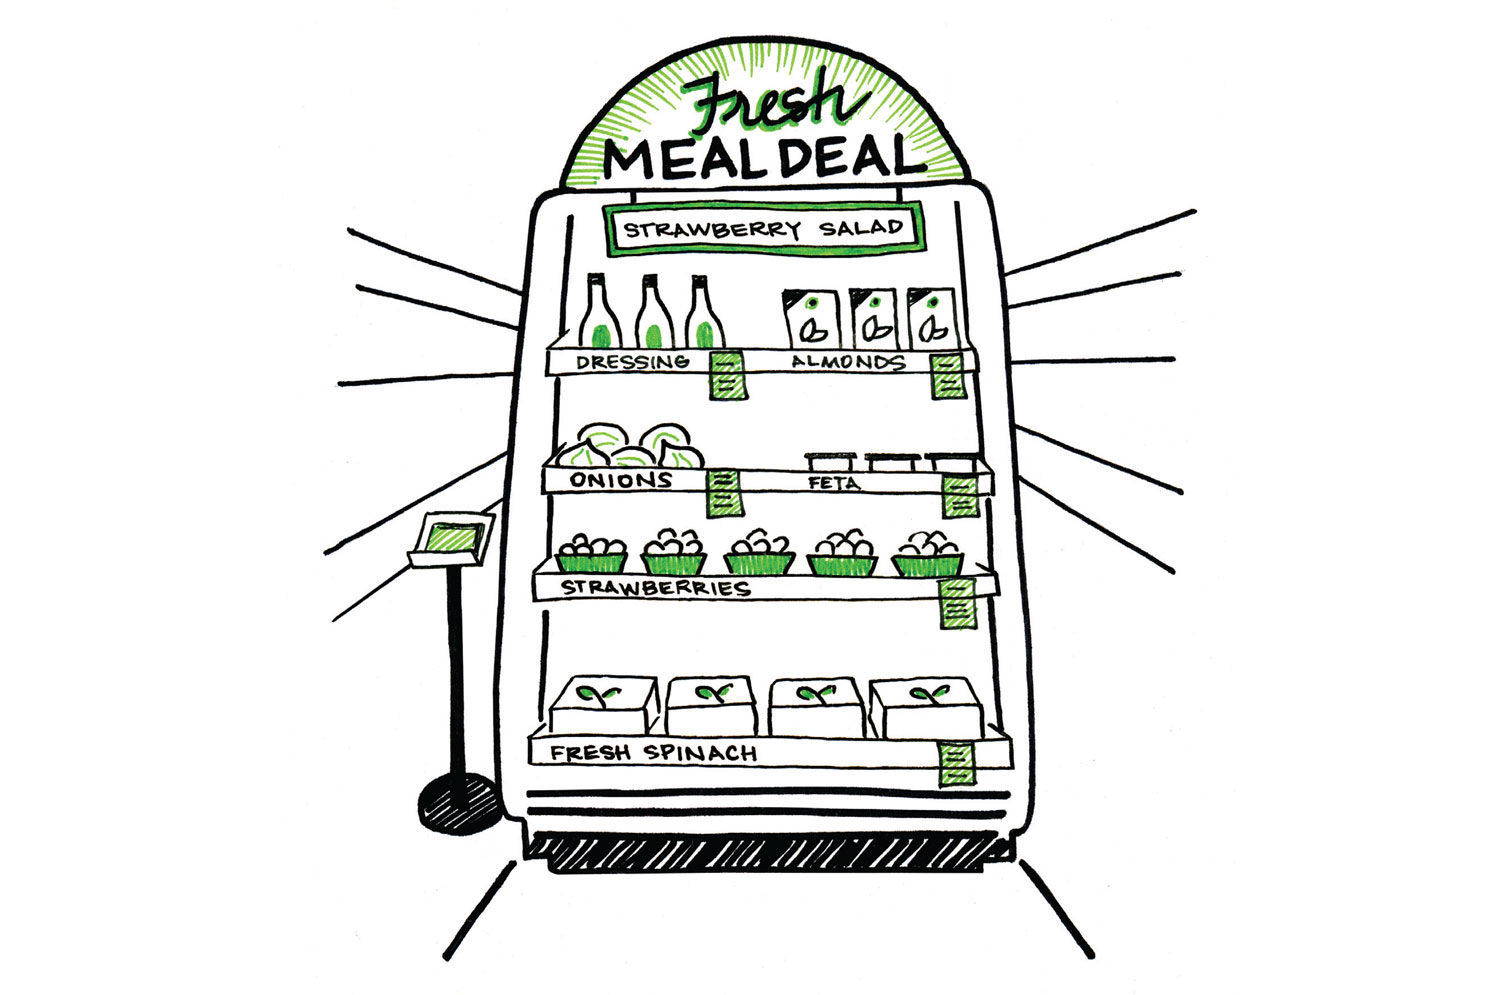 Fresh
MEAL DEAL
STRAWBERRY SALAD
DRESSING
ALMONDS
ONIONS
FETA
STRAWBERRIES
FRESH SPINACH